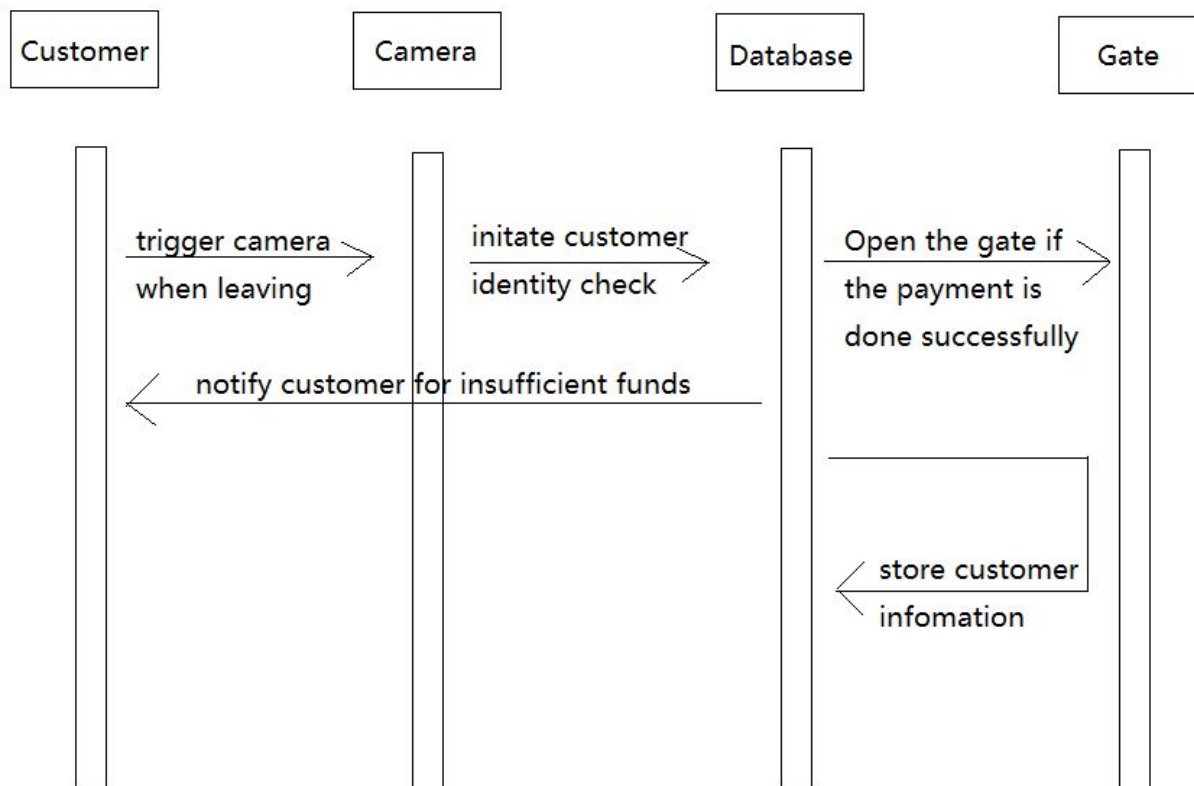 Customer
Camera
Database
Gate
trigger camera
when leaving
initate customer
identity check
Open the gate if
the payment is
done successfully
notify customer for insufficient funds
store customer
infomation